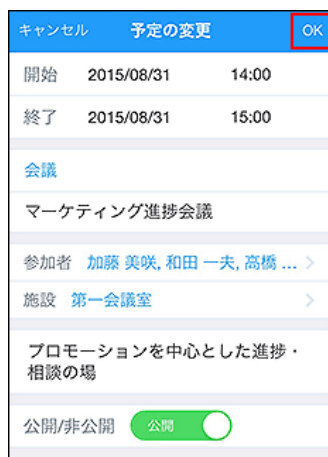 キャンセル 予定の変更 OK
開始 2015/08/31 14:00
終了 2015/08/31 15:00
会議
マーケティング進捗会議
参加者 加藤 美咲, 和田 一夫, 高橋 ...
施設 第一会議室
プロモーションを中心とした進捗・
相談の場
公開/非公開 公開